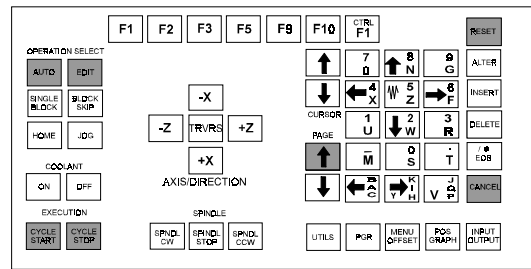 F1 F2 F3 F5 F9 F10 CTRL F1
RESET
OPERATION SELECT
AUTO EDIT
SINGLE BLOCK BLOCK SKIP
HOME JOG
COOLANT
ON OFF
EXECUTION
CYCLE START CYCLE STOP
-X
-Z TRVRS +Z
+X
AXIS/DIRECTION
SPINDLE
SPNDL CW SPNDL STOP SPNDL CCW
CURSOR
PAGE
7 8 N 9 G
4 X 5 Z 6 F
1 U 2 W 3 R
- M 0 S . T
B A C Y K I H V J Q P
ALTER
INSERT
DELETE
/ # EOB
CANCEL
UTILS PGR MENU OFFSET POS GRAPH INPUT OUTPUT